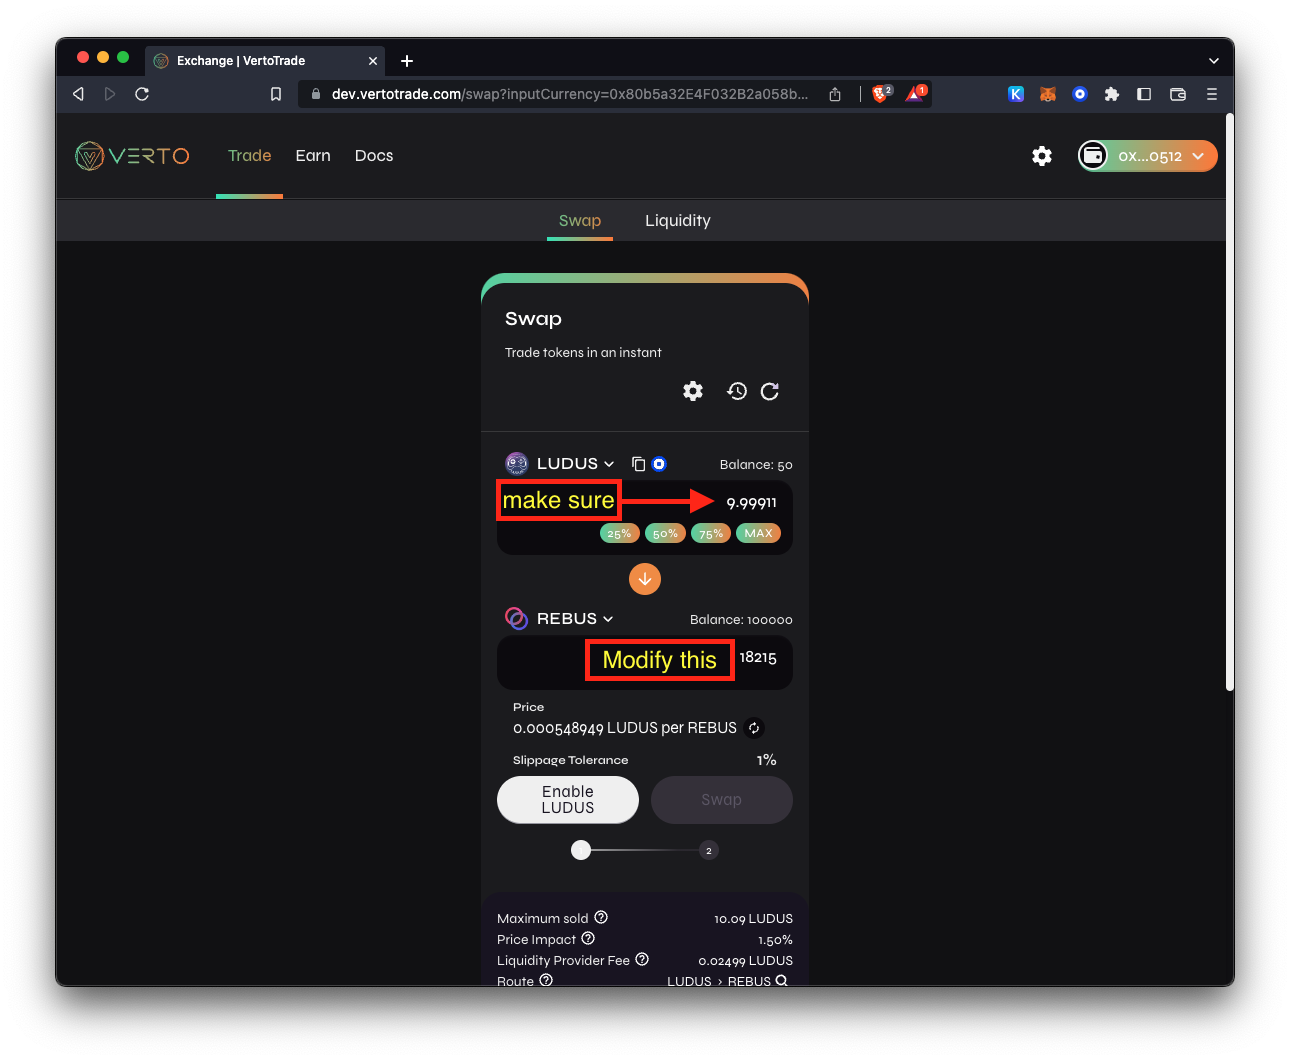 Exchange | VertoTrade
dev.vertotrade.com/swap?inputCurrency=0x80b5a32E4F032B2a058b...
2
1
K
VERTO
Trade
Earn
Docs
0x...0512
Swap
Liquidity
Swap
Trade tokens in an instant
LUDUS
Balance: 50
make sure
9.99911
25%
50%
75%
MAX
REBUS
Balance: 100000
Modify this
18215
Price
0.000548949 LUDUS per REBUS
Slippage Tolerance
1%
Enable
LUDUS
Swap
2
Maximum sold
10.09 LUDUS
Price Impact
1.50%
Liquidity Provider Fee
0.02499 LUDUS
Route
LUDUS > REBUS